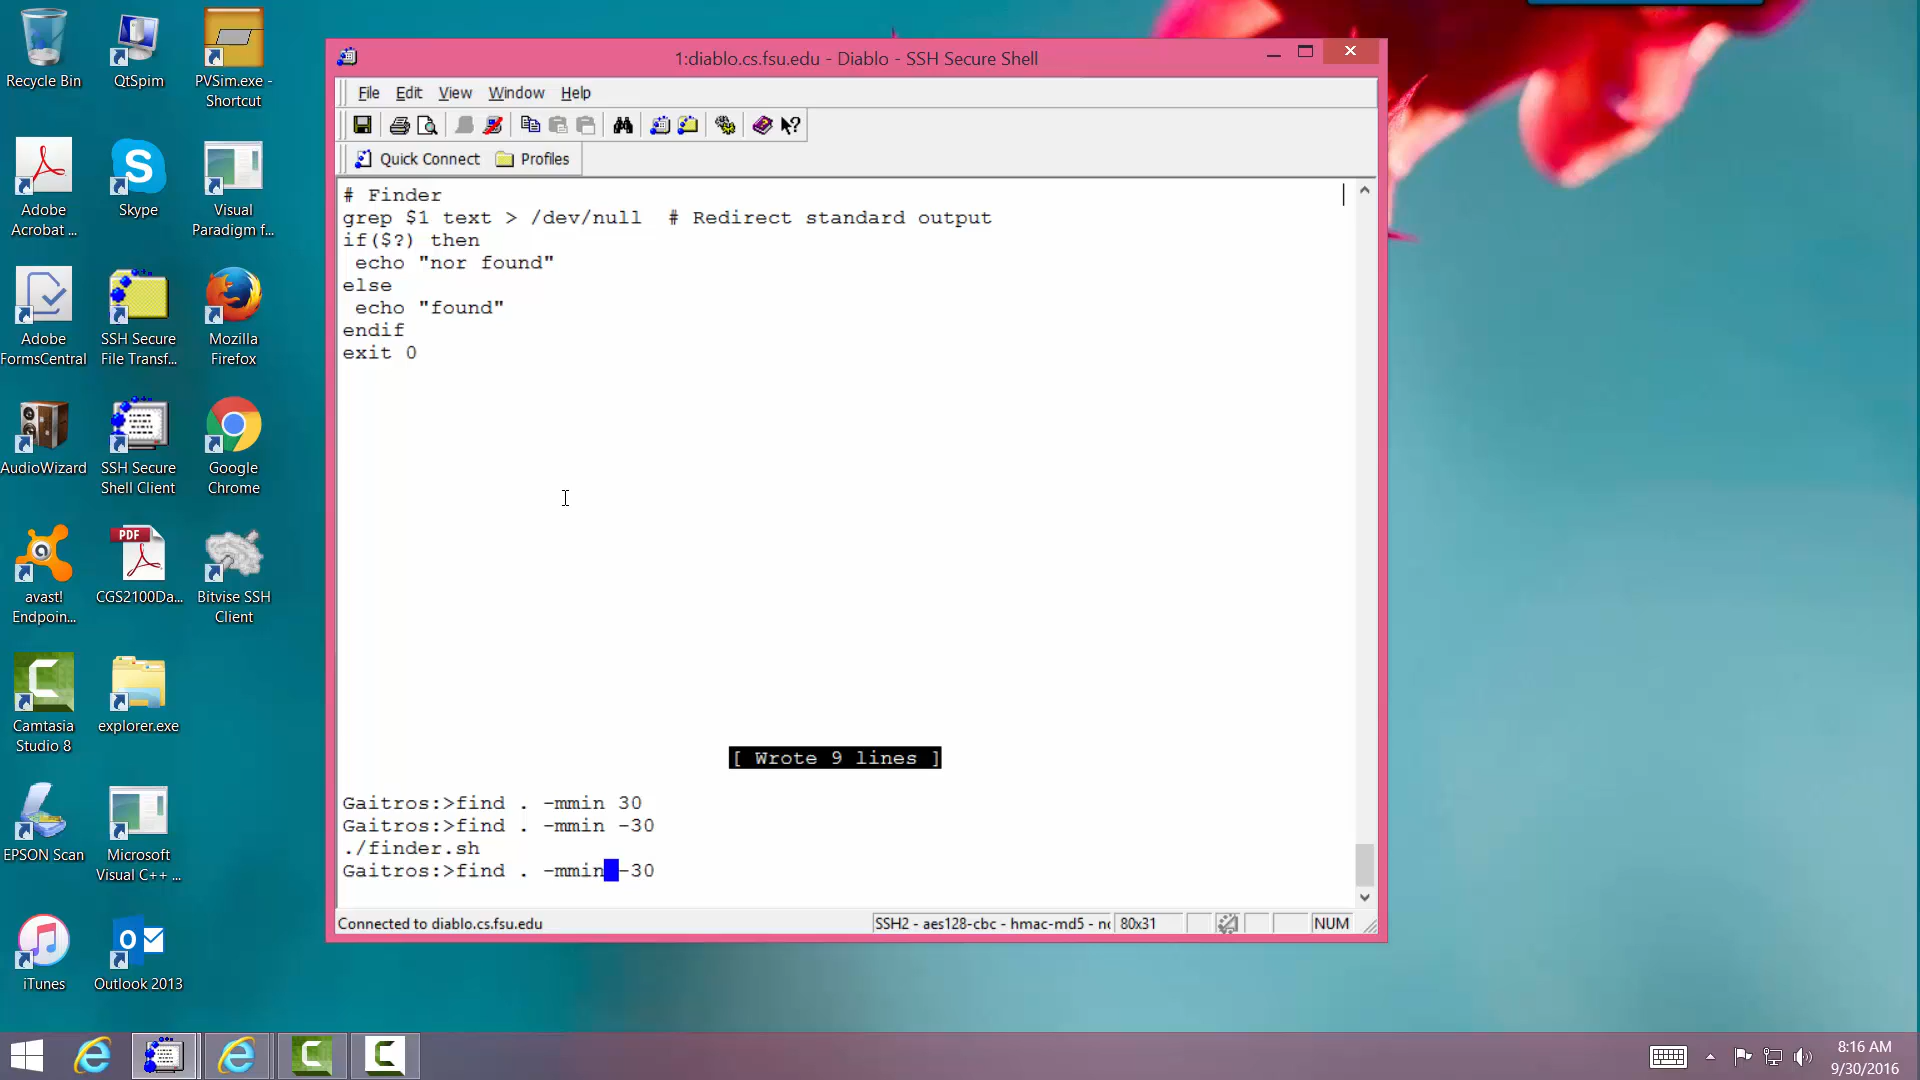 1:diablo.cs.fsu.edu - Diablo - SSH Secure Shell
File Edit View Window Help
Quick Connect Profiles
# Finder
grep $1 text > /dev/null # Redirect standard output
if($?) then
echo "nor found"
else
echo "found"
endif
exit 0
[ Wrote 9 lines ]
Gaitros:>find . -mmin 30
Gaitros:>find . -mmin -30
./finder.sh
Gaitros:>find . -mmin -30
Connected to diablo.cs.fsu.edu
SSH2 - aes128-cbc - hmac-md5 - nc
80x31
NUM
Recycle Bin
QtSpim
PVSim.exe -
Shortcut
Adobe
Acrobat ...
Skype
Visual
Paradigm f...
Adobe
FormsCentral
SSH Secure
File Transf...
Mozilla
Firefox
AudioWizard
SSH Secure
Shell Client
Google
Chrome
avast!
Endpoin...
PDF
CGS2100Da...
Bitvise SSH
Client
Camtasia
Studio 8
explorer.exe
EPSON Scan
Microsoft
Visual C++ ...
iTunes
Outlook 2013
8:16 AM
9/30/2016